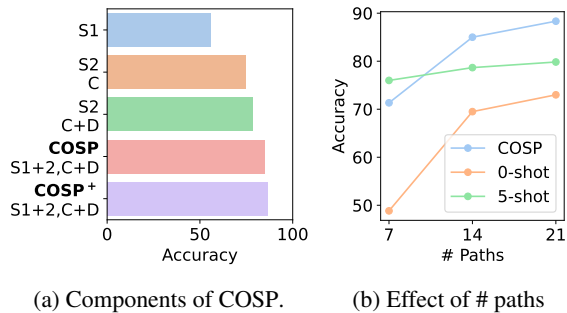 S1
S2
C
S2
C+D
COSP
S1+2,C+D
COSP+
S1+2,C+D
0 50 100
Accuracy
90
80
70
60
50
Accuracy
COSP
0-shot
5-shot
7 14 21
# Paths
(a) Components of COSP.
(b) Effect of # paths